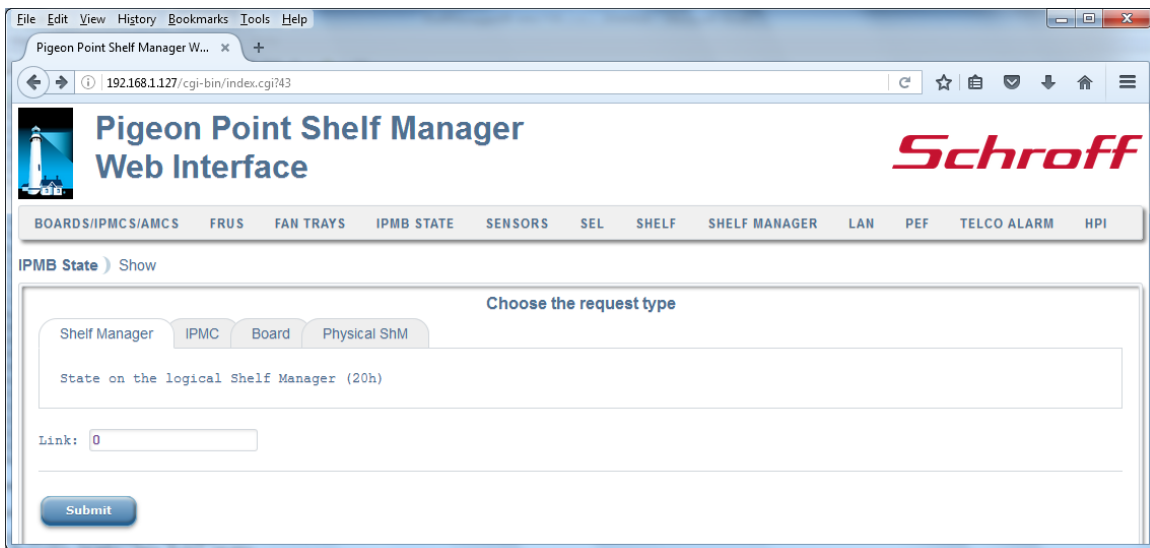 File Edit View History Bookmarks Tools Help
Pigeon Point Shelf Manager W... × +
192.168.1.127/cgi-bin/index.cgi?43
Pigeon Point Shelf Manager
Web Interface
Schroff
BOARDS/IPMCS/AMCS FRUS FAN TRAYS IPMB STATE SENSORS SEL SHELF SHELF MANAGER LAN PEF TELCO ALARM HPI
IPMB State ) Show
Choose the request type
Shelf Manager IPMC Board Physical ShM
State on the logical Shelf Manager (20h)
Link: 0
Submit